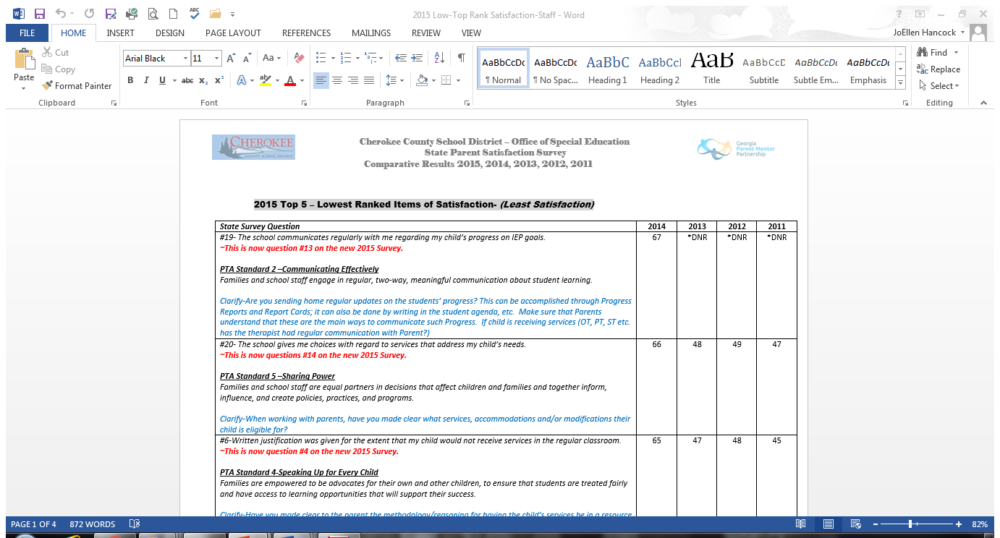 2015 Low-Top Rank Satisfaction-Staff - Word
FILE HOME INSERT DESIGN PAGE LAYOUT REFERENCES MAILINGS REVIEW VIEW
JoEllen Hancock
Paste
Cut
Copy
Format Painter
Clipboard
Arial Black 11
Font
Paragraph
AaBbCcDc AaBbCcDc AaBbC AaBbCcl AaB AaBbCcD AaBbCcDc AaBbCcDc
¶ Normal ¶ No Spac... Heading 1 Heading 2 Title Subtitle Subtle Em... Emphasis
Styles
Find
Replace
Select
Editing
CHEROKEE
COUNTY SCHOOL DISTRICT
Cherokee County School District – Office of Special Education
State Parent Satisfaction Survey
Comparative Results 2015, 2014, 2013, 2012, 2011
Georgia
Parent Mentor
Partnership
2015 Top 5 – Lowest Ranked Items of Satisfaction- (Least Satisfaction)
State Survey Question 2014 2013 2012 2011
#19- The school communicates regularly with me regarding my child's progress on IEP goals. 67 *DNR *DNR *DNR
~This is now question #13 on the new 2015 Survey.
PTA Standard 2 –Communicating Effectively
Families and school staff engage in regular, two-way, meaningful communication about student learning.
Clarify-Are you sending home regular updates on the students' progress? This can be accomplished through Progress
Reports and Report Cards; it can also be done by writing in the student agenda, etc. Make sure that Parents
understand that these are the main ways to communicate such Progress. If child is receiving services (OT, PT, ST etc.
has the therapist had regular communication with Parent?)
#20- The school gives me choices with regard to services that address my child's needs. 66 48 49 47
~This is now questions #14 on the new 2015 Survey.
PTA Standard 5 –Sharing Power
Families and school staff are equal partners in decisions that affect children and families and together inform,
influence, and create policies, practices, and programs.
Clarify-When working with parents, have you made clear what services, accommodations and/or modifications their
child is eligible for?
#6-Written justification was given for the extent that my child would not receive services in the regular classroom. 65 47 48 45
~This is now question #4 on the new 2015 Survey.
PTA Standard 4-Speaking Up for Every Child
Families are empowered to be advocates for their own and other children, to ensure that students are treated fairly
and have access to learning opportunities that will support their success.
Clarify-Have you made clear to the parent the methodology/reasoning for having the child's services be in a resource
PAGE 1 OF 4 872 WORDS 82%